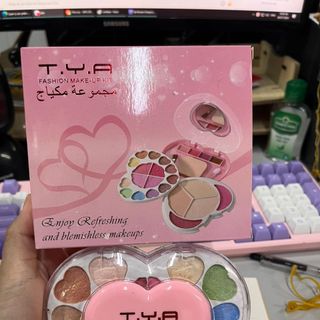 T.Y.A
FASHION MAKE-UP KIT
مجموعة مكياج
Enjoy Refreshing
and blemishless makeups
T.Y.A